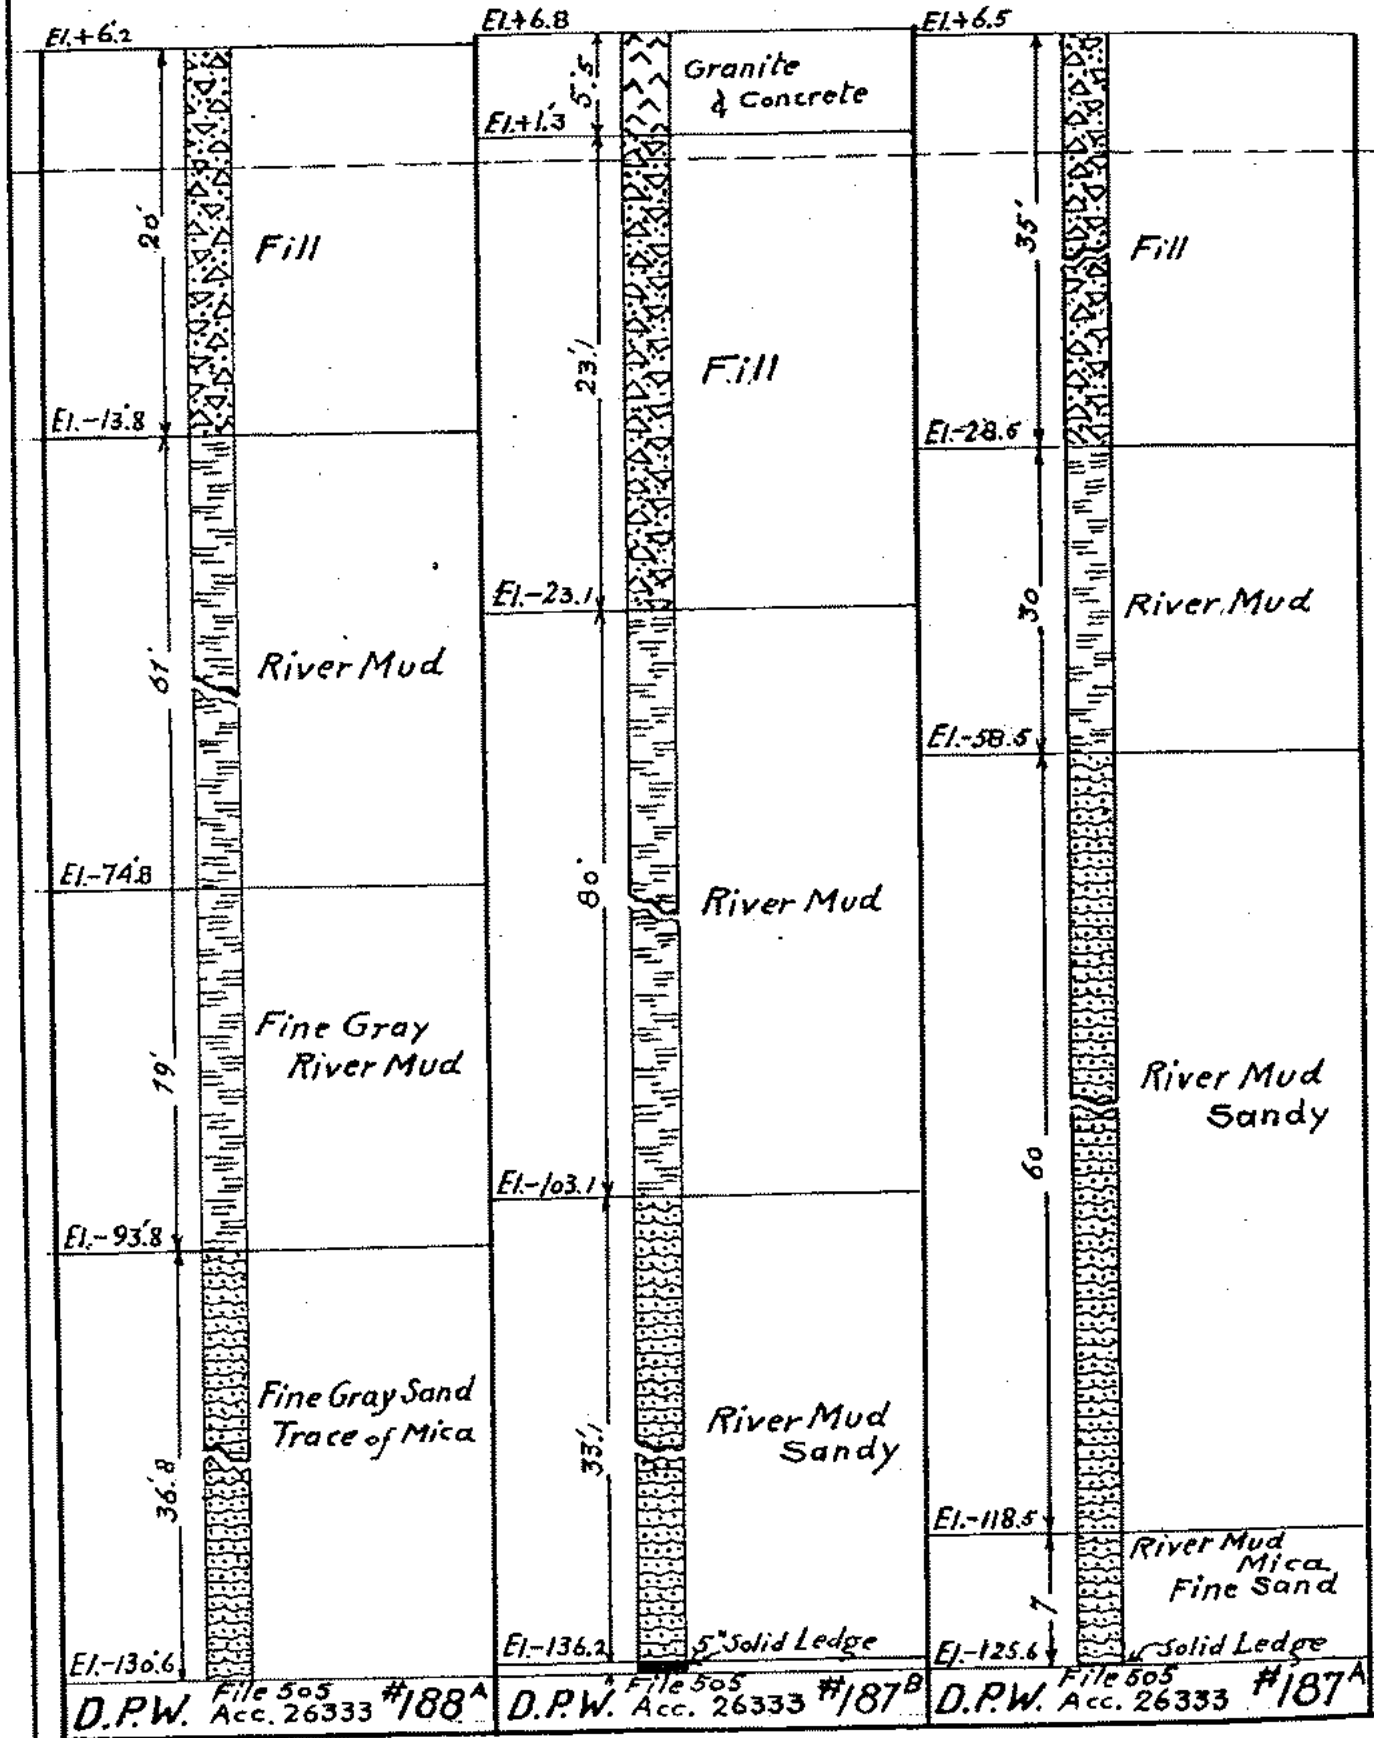 El.+6.2
20'
Fill
El.-13.8
61'
River Mud
El.-74.8
19'
Fine Gray
River Mud
El.-93.8
36.8
Fine Gray Sand
Trace of Mica
El.-130.6
D.P.W. File 505
Acc. 26333 #188A
El.+6.8
5.5
Granite
& Concrete
El.+1.3
23.1
Fill
El.-23.1
80'
River Mud
El.-103.1
33.1
River Mud
Sandy
El.-136.2
5" Solid Ledge
D.P.W. File 505
Acc. 26333 #187B
El.+6.5
35'
Fill
El.-28.5
30
River Mud
El.-58.5
60
River Mud
Sandy
El.-118.5
River Mud
Mica
Fine Sand
7
El.-125.6
Solid Ledge
D.P.W. File 505
Acc. 26333 #187A